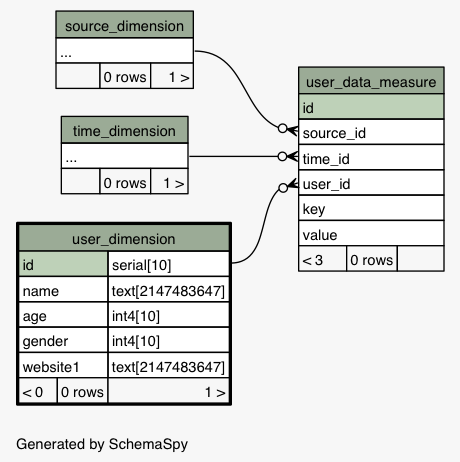 source_dimension
...
0 rows 1 >
time_dimension
...
0 rows 1 >
user_dimension
id serial[10]
name text[2147483647]
age int4[10]
gender int4[10]
website1 text[2147483647]
< 0 0 rows 1 >
user_data_measure
id
source_id
time_id
user_id
key
value
< 3 0 rows
Generated by SchemaSpy